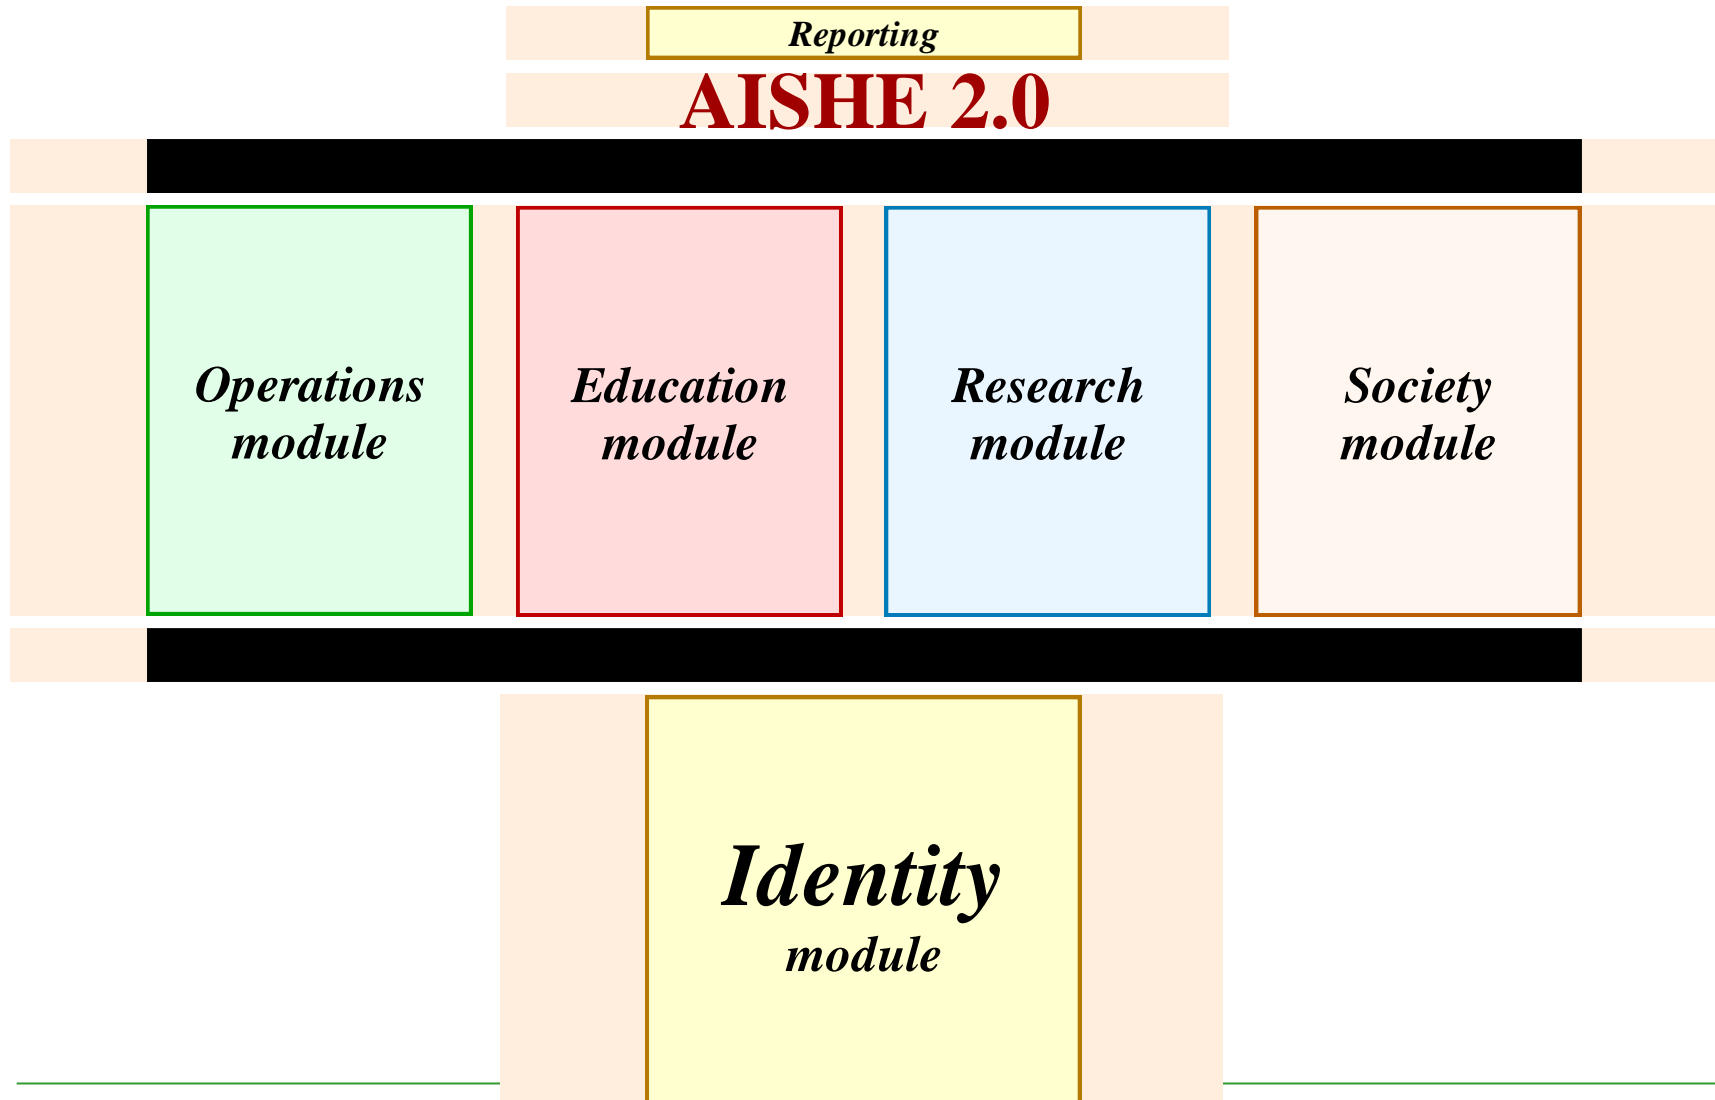 Reporting
AISHE 2.0
Operations
module
Education
module
Research
module
Society
module
Identity
module